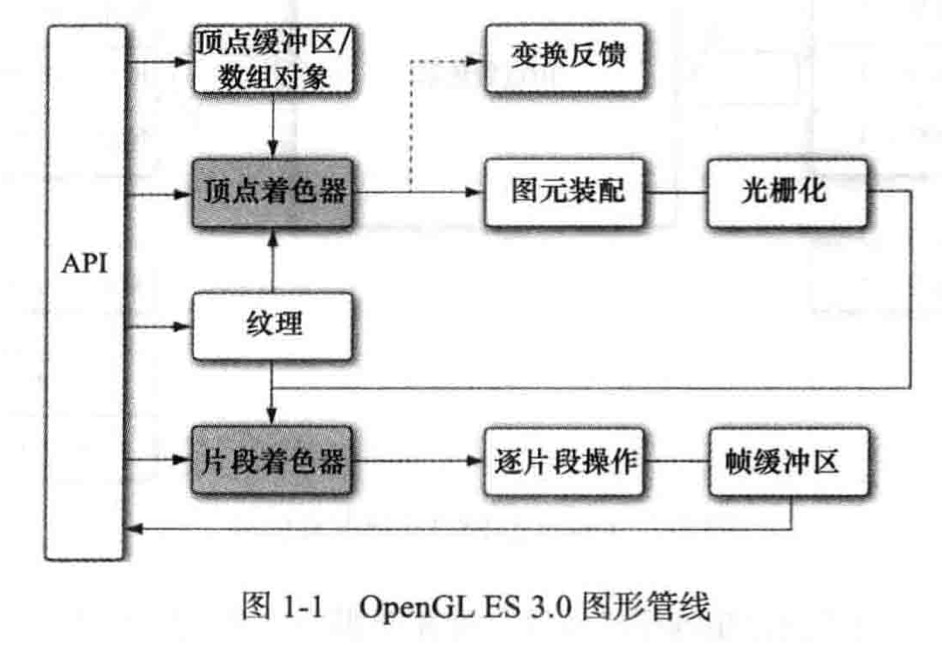 顶点缓冲区/
数组对象
变换反馈
顶点着色器
图元装配
光栅化
API
纹理
片段着色器
逐片段操作
帧缓冲区
图 1-1 OpenGL ES 3.0 图形管线